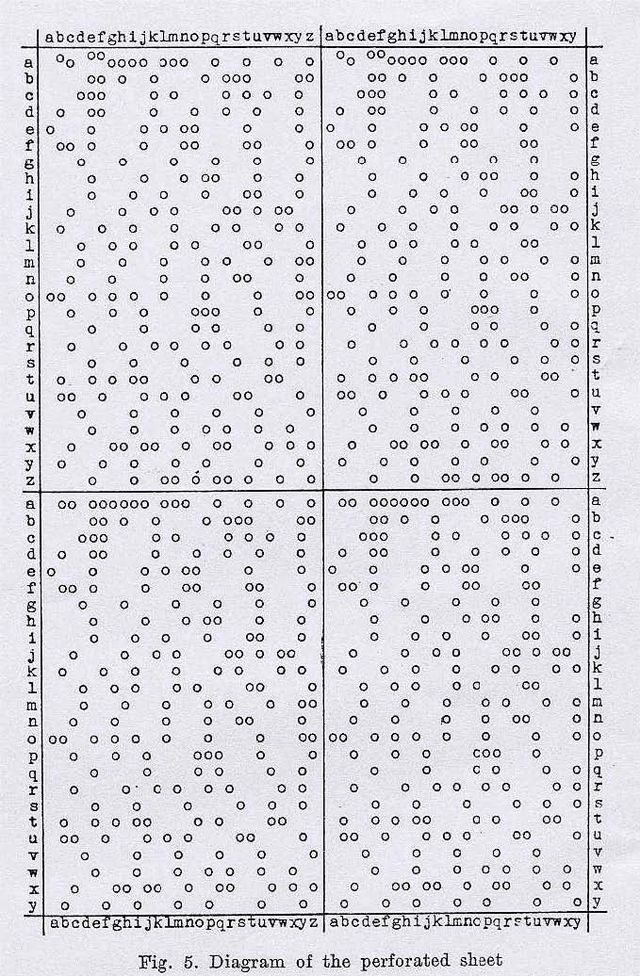 abcdefghijklmnopqrstuvwxyz abcdefghijklmnopqrstuvwxy
a a
b b
c c
d d
e e
f f
g g
h h
i i
j j
k k
l l
m m
n n
o o
p p
q q
r r
s s
t t
u u
v v
w w
x x
y y
z z
a a
b b
c c
d d
e e
f f
g g
h h
i i
j j
k k
l l
m m
n n
o o
p p
q q
r r
s s
t t
u u
v v
w w
x x
y y
abcdefghijklmnopqrstuvwxyz abcdefghijklmnopqrstuvwxy
Fig. 5. Diagram of the perforated sheet